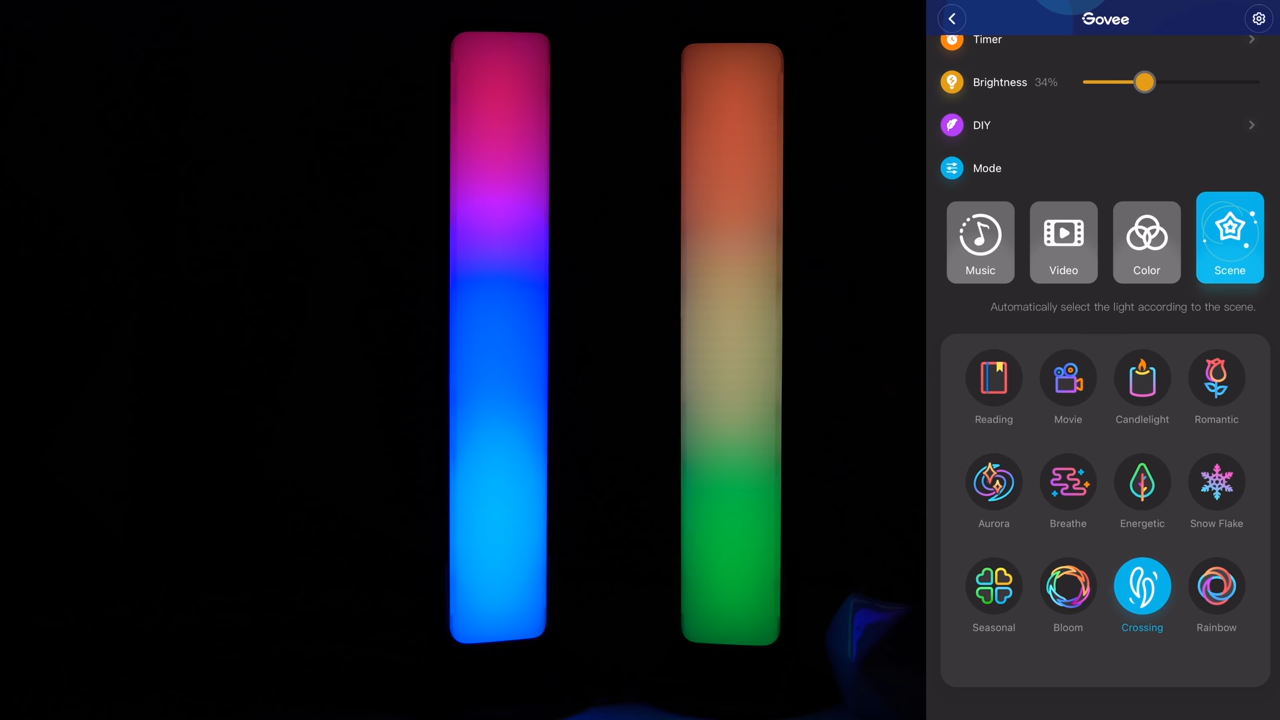 Govee
Timer
Brightness 34%
DIY
Mode
Music Video Color Scene
Automatically select the light according to the scene.
Reading Movie Candlelight Romantic
Aurora Breathe Energetic Snow Flake
Seasonal Bloom Crossing Rainbow